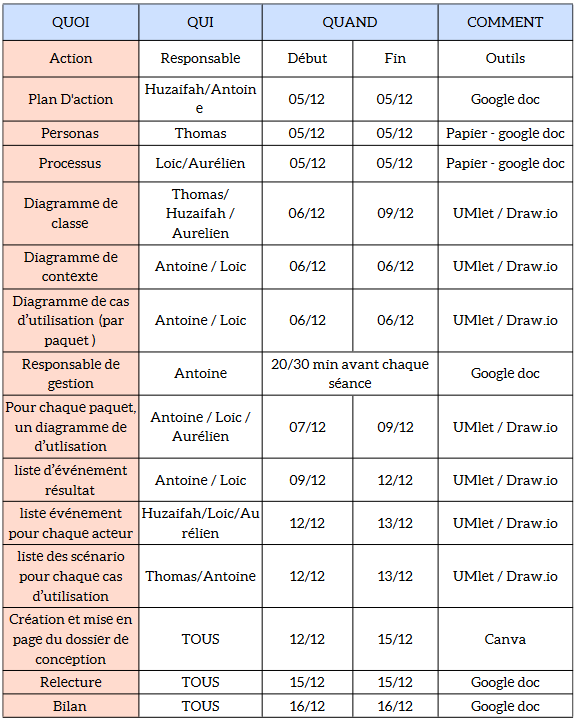 QUOI QUI QUAND COMMENT
Action Responsable Début Fin Outils
Plan D'action Huzaifah/Antoin
e 05/12 05/12 Google doc
Personas Thomas 05/12 05/12 Papier - google doc
Processus Loic/Aurélien 05/12 05/12 Papier - google doc
Diagramme de
classe Thomas/
Huzaifah /
Aurelien 06/12 09/12 UMlet / Draw.io
Diagramme de
contexte Antoine / Loic 06/12 06/12 UMlet / Draw.io
Diagramme de cas
d'utilisation (par
paquet ) Antoine / Loic 06/12 06/12 UMlet / Draw.io
Responsable de
gestion Antoine 20/30 min avant chaque
séance Google doc
Pour chaque paquet,
un diagramme de
d'utlisation Antoine / Loic /
Aurélien 07/12 09/12 UMlet / Draw.io
liste d'événement
résultat Antoine / Loic 09/12 12/12 UMlet / Draw.io
liste événement
pour chaque acteur Huzaifah/Loic/Au
rélien 12/12 13/12 UMlet / Draw.io
liste des scénario
pour chaque cas
d'utilisation Thomas/Antoine 12/12 13/12 UMlet / Draw.io
Création et mise en
page du dossier de
conception TOUS 12/12 15/12 Canva
Relecture TOUS 15/12 15/12 Google doc
Bilan TOUS 16/12 16/12 Google doc